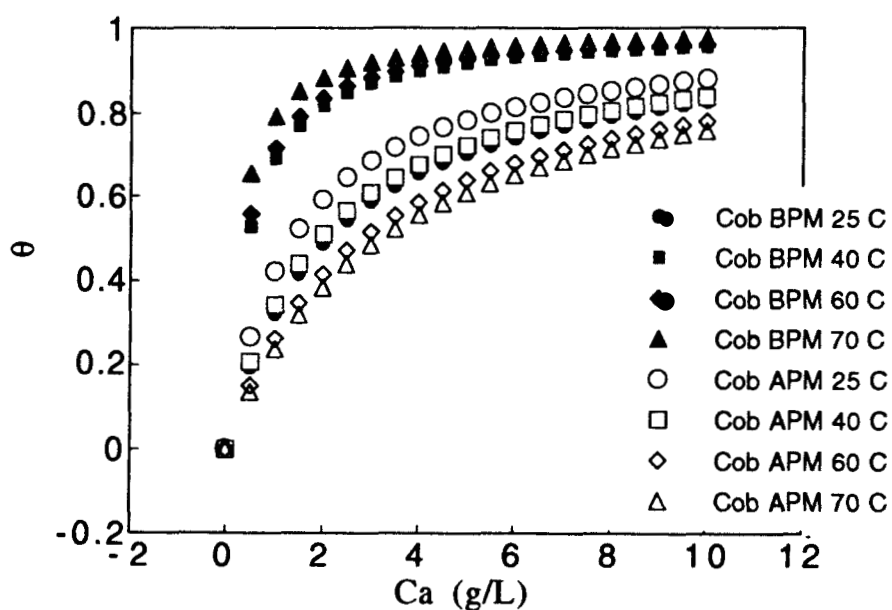 1
0.8
0.6
0.4
0.2
0
-0.2
θ
-2
0
2
4
6
8
10
12
Ca (g/L)
Cob BPM 25 C
Cob BPM 40 C
Cob BPM 60 C
Cob BPM 70 C
Cob APM 25 C
Cob APM 40 C
Cob APM 60 C
Cob APM 70 C